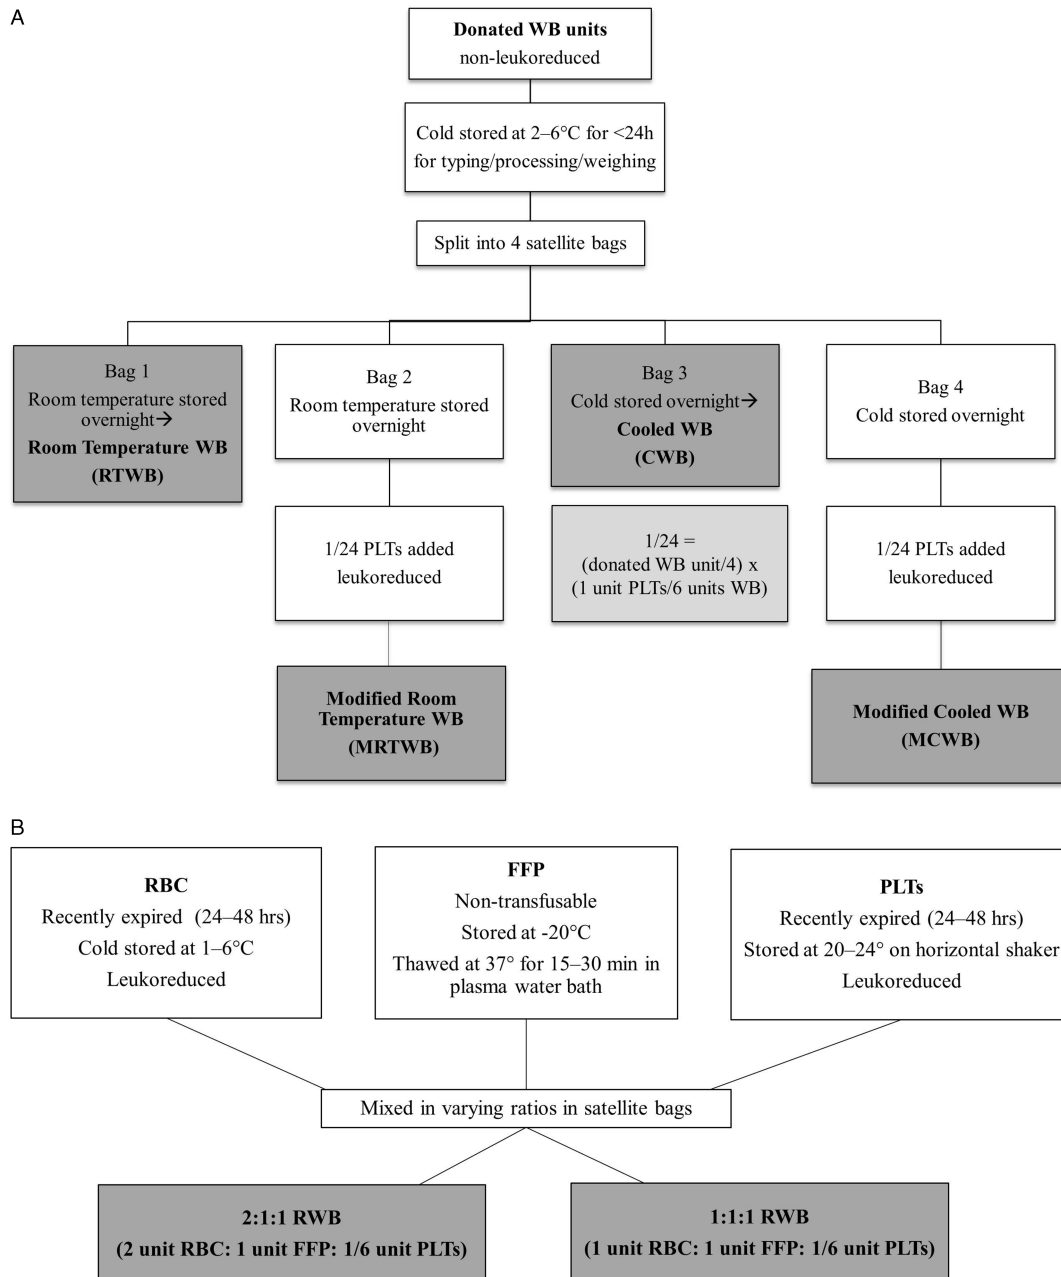 A
Donated WB units
non-leukoreduced
Cold stored at 2–6°C for <24h
for typing/processing/weighing
Split into 4 satellite bags
Bag 1
Room temperature stored
overnight→
Room Temperature WB
(RTWB)
Bag 2
Room temperature stored
overnight
Bag 3
Cold stored overnight→
Cooled WB
(CWB)
Bag 4
Cold stored overnight
1/24 PLTs added
leukoreduced
1/24 =
(donated WB unit/4) x
(1 unit PLTs/6 units WB)
1/24 PLTs added
leukoreduced
Modified Room
Temperature WB
(MRTWB)
Modified Cooled WB
(MCWB)
B
RBC
Recently expired (24–48 hrs)
Cold stored at 1–6°C
Leukoreduced
FFP
Non-transfusable
Stored at -20°C
Thawed at 37° for 15–30 min in
plasma water bath
PLTs
Recently expired (24–48 hrs)
Stored at 20–24° on horizontal shaker
Leukoreduced
Mixed in varying ratios in satellite bags
2:1:1 RWB
(2 unit RBC: 1 unit FFP: 1/6 unit PLTs)
1:1:1 RWB
(1 unit RBC: 1 unit FFP: 1/6 unit PLTs)